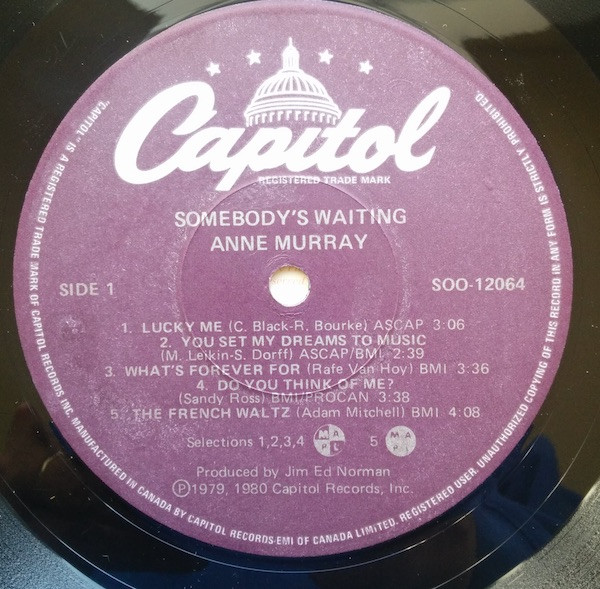 Capitol
REGISTERED TRADE MARK
SOMEBODY'S WAITING
ANNE MURRAY
SIDE 1
SOO-12064
1. LUCKY ME (C. Black-R. Bourke) ASCAP 3:06
2. YOU SET MY DREAMS TO MUSIC
(M. Leikin-S. Dorff) ASCAP/BMI 2:39
3. WHAT'S FOREVER FOR (Rafe Van Hoy) BMI 3:36
4. DO YOU THINK OF ME?
(Sandy Ross) BMI/PROCAN 3:38
5. THE FRENCH WALTZ (Adam Mitchell) BMI 4:08
Selections 1,2,3,4 MAPL 5 MAPL
Produced by Jim Ed Norman
Ⓟ1979, 1980 Capitol Records, Inc.
"CAPITOL" IS A REGISTERED TRADE MARK OF CAPITOL RECORDS INC. MANUFACTURED IN CANADA BY CAPITOL RECORDS-EMI OF CANADA LIMITED. REGISTERED USER. UNAUTHORIZED COPYING OF THIS RECORD IN ANY FORM IS STRICTLY PROHIBITED.